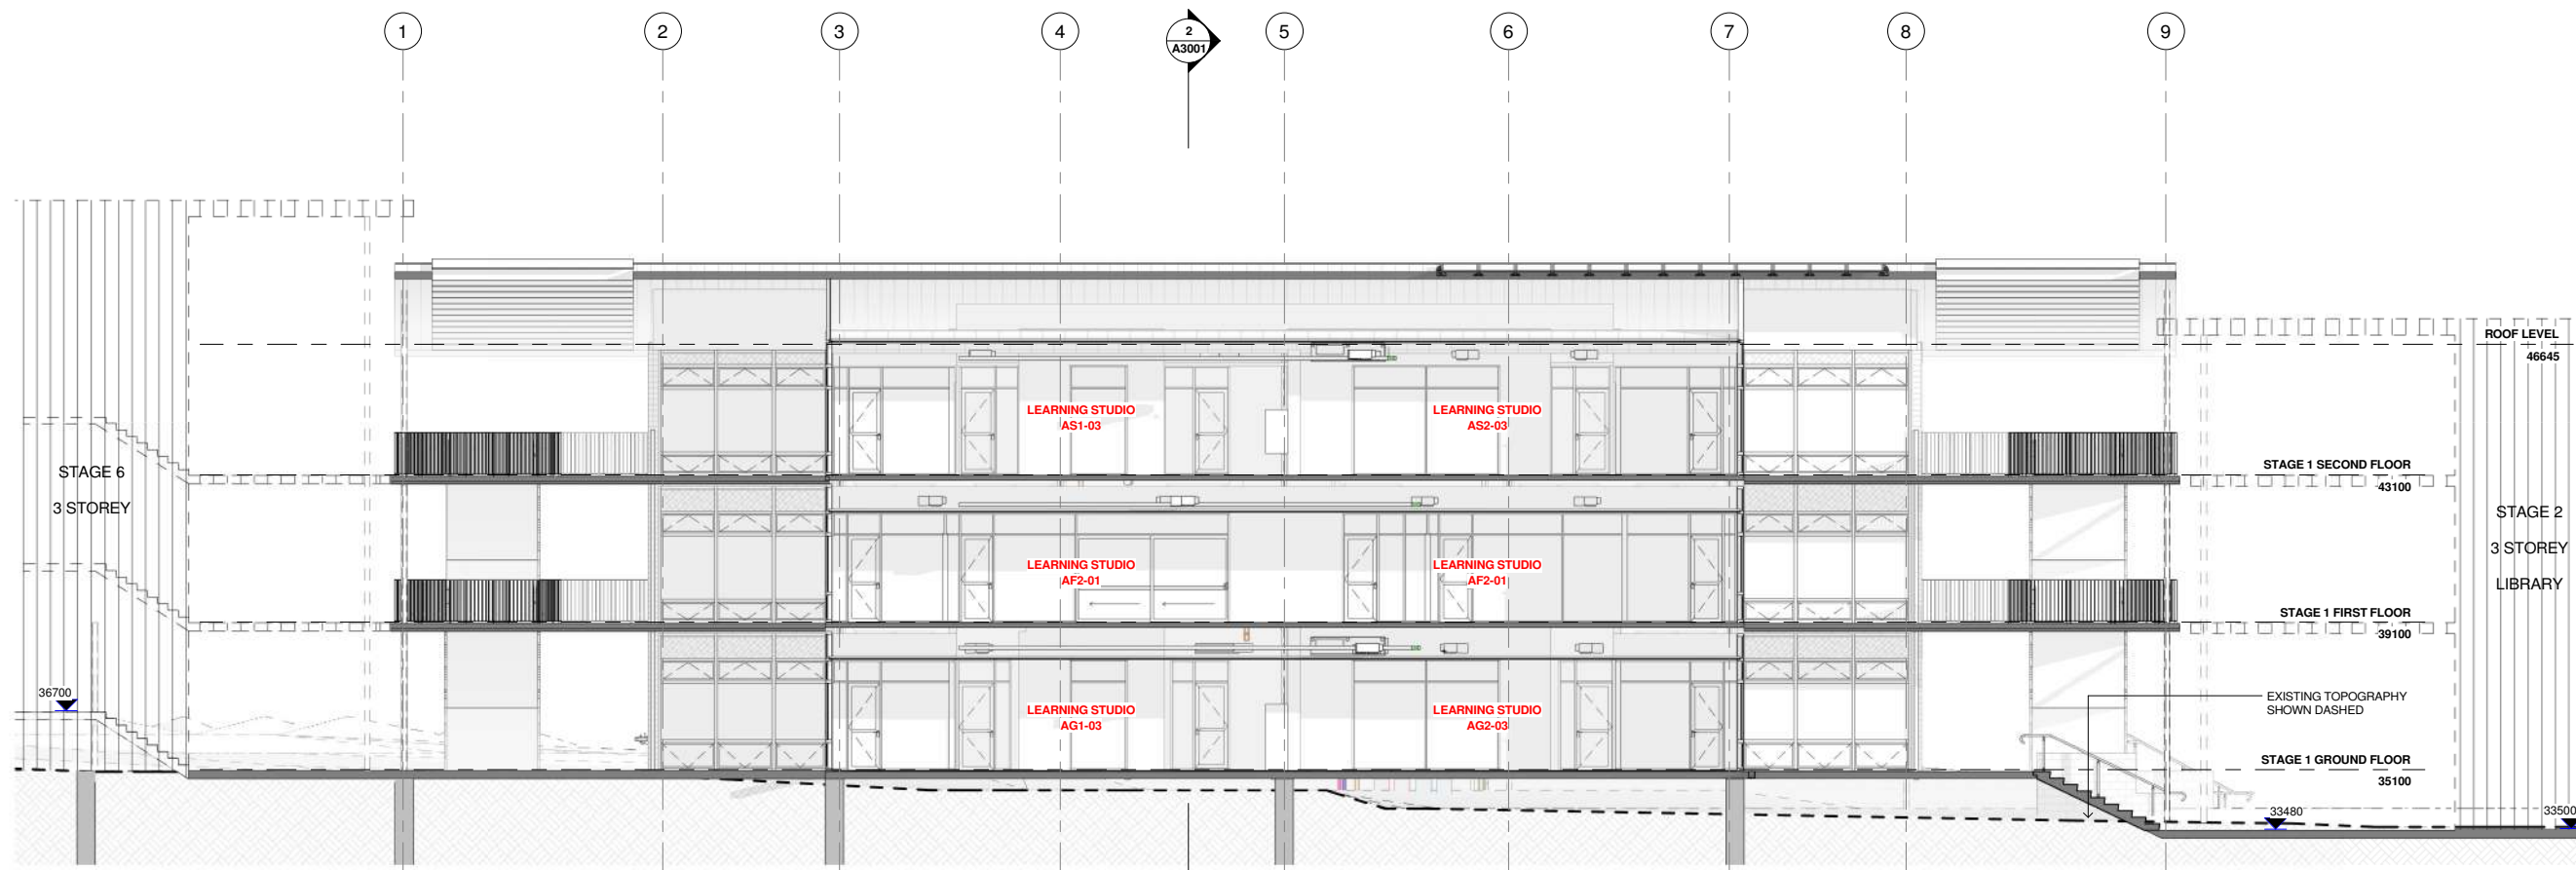 1
2
3
4
2
A3001
5
6
7
8
9
ROOF LEVEL
46645
LEARNING STUDIO
AS1-03
LEARNING STUDIO
AS2-03
STAGE 6
3 STOREY
STAGE 1 SECOND FLOOR
43100
STAGE 2
3 STOREY
LIBRARY
LEARNING STUDIO
AF2-01
LEARNING STUDIO
AF2-01
STAGE 1 FIRST FLOOR
39100
36700
LEARNING STUDIO
AG1-03
LEARNING STUDIO
AG2-03
EXISTING TOPOGRAPHY
SHOWN DASHED
STAGE 1 GROUND FLOOR
35100
33480
33500